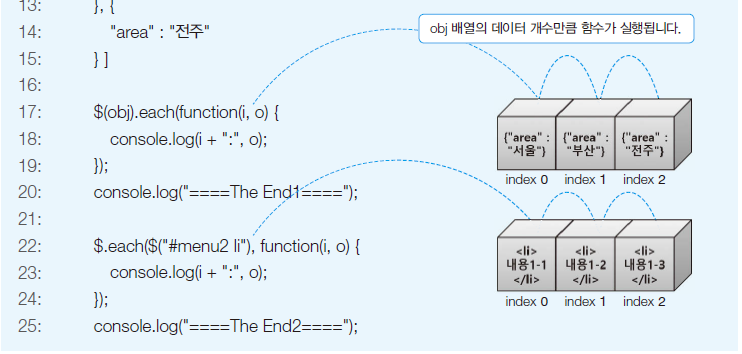 13: }, {
14: "area" : "전주"
15: } ]
16:
17: $(obj).each(function(i, o) {
18: console.log(i + ":", o);
19: });
20: console.log("====The End1====");
21:
22: $.each($("#menu2 li"), function(i, o) {
23: console.log(i + ":", o);
24: });
25: console.log("====The End2====");
obj 배열의 데이터 개수만큼 함수가 실행됩니다.
{"area" : {"area" : {"area" :
"서울"} "부산"} "전주"}
index 0 index 1 index 2
<li> <li> <li>
내용1-1 내용1-2 내용1-3
</li> </li> </li>
index 0 index 1 index 2